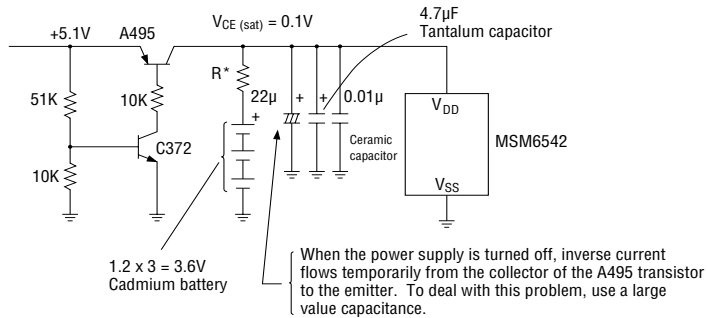 4.7µF
Tantalum capacitor
+5.1V
A495
V CE (sat) = 0.1V
R*
22µ
+
+
0.01µ
51K
10K
+
V DD
MSM6542
C372
Ceramic
capacitor
10K
V SS
1.2 x 3 = 3.6V
Cadmium battery
When the power supply is turned off, inverse current
flows temporarily from the collector of the A495 transistor
to the emitter. To deal with this problem, use a large
value capacitance.